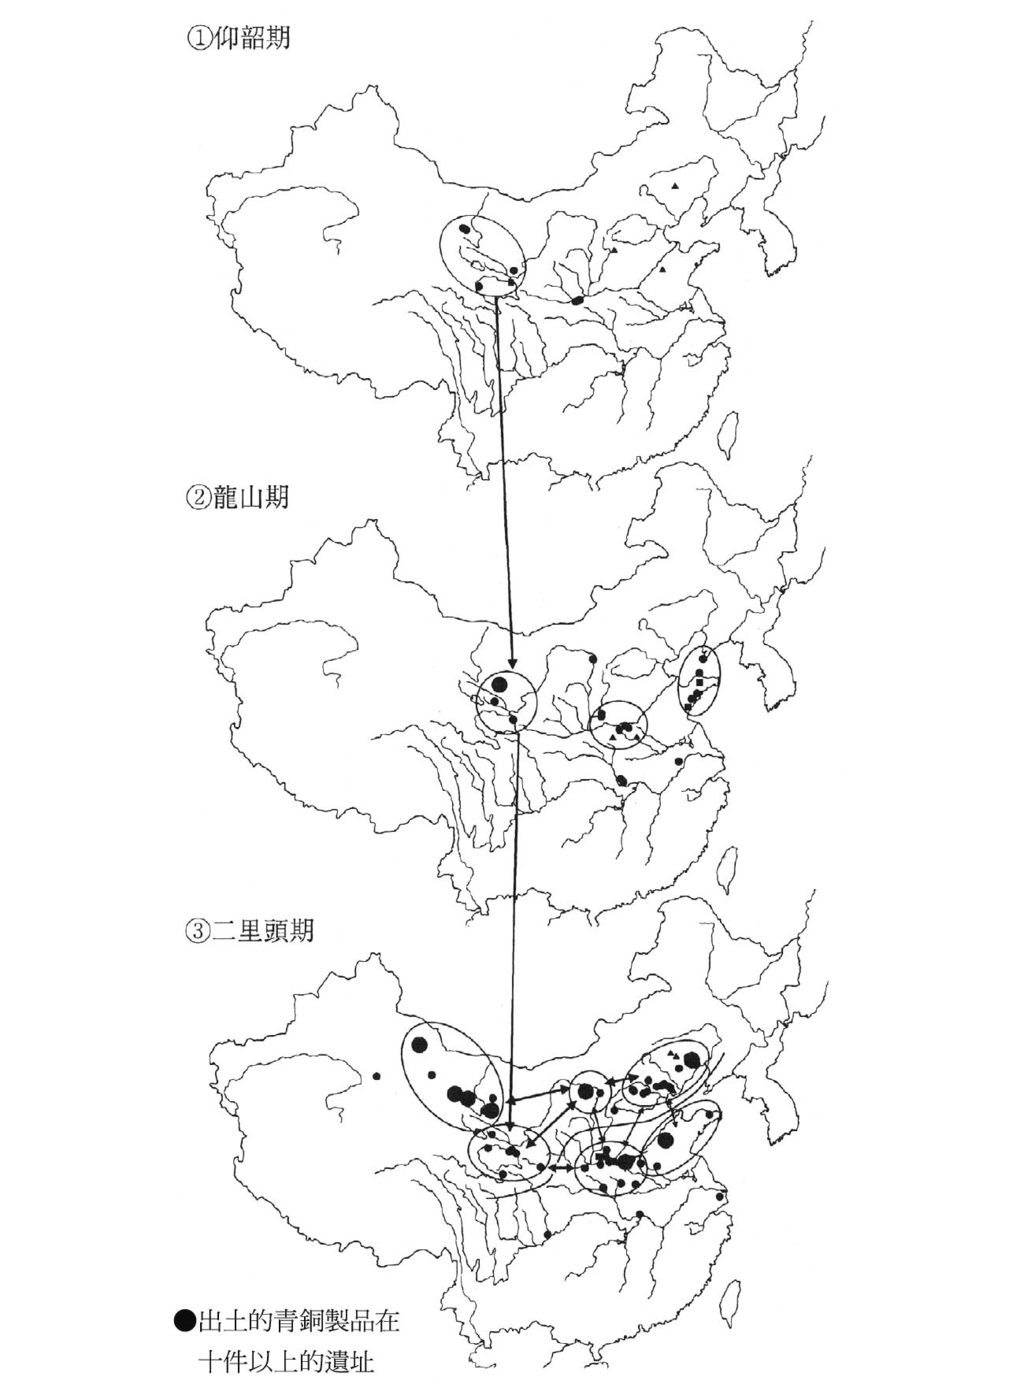 ①仰韶期
②龍山期
③二里頭期
●出土的青銅製品在
十件以上的遺址